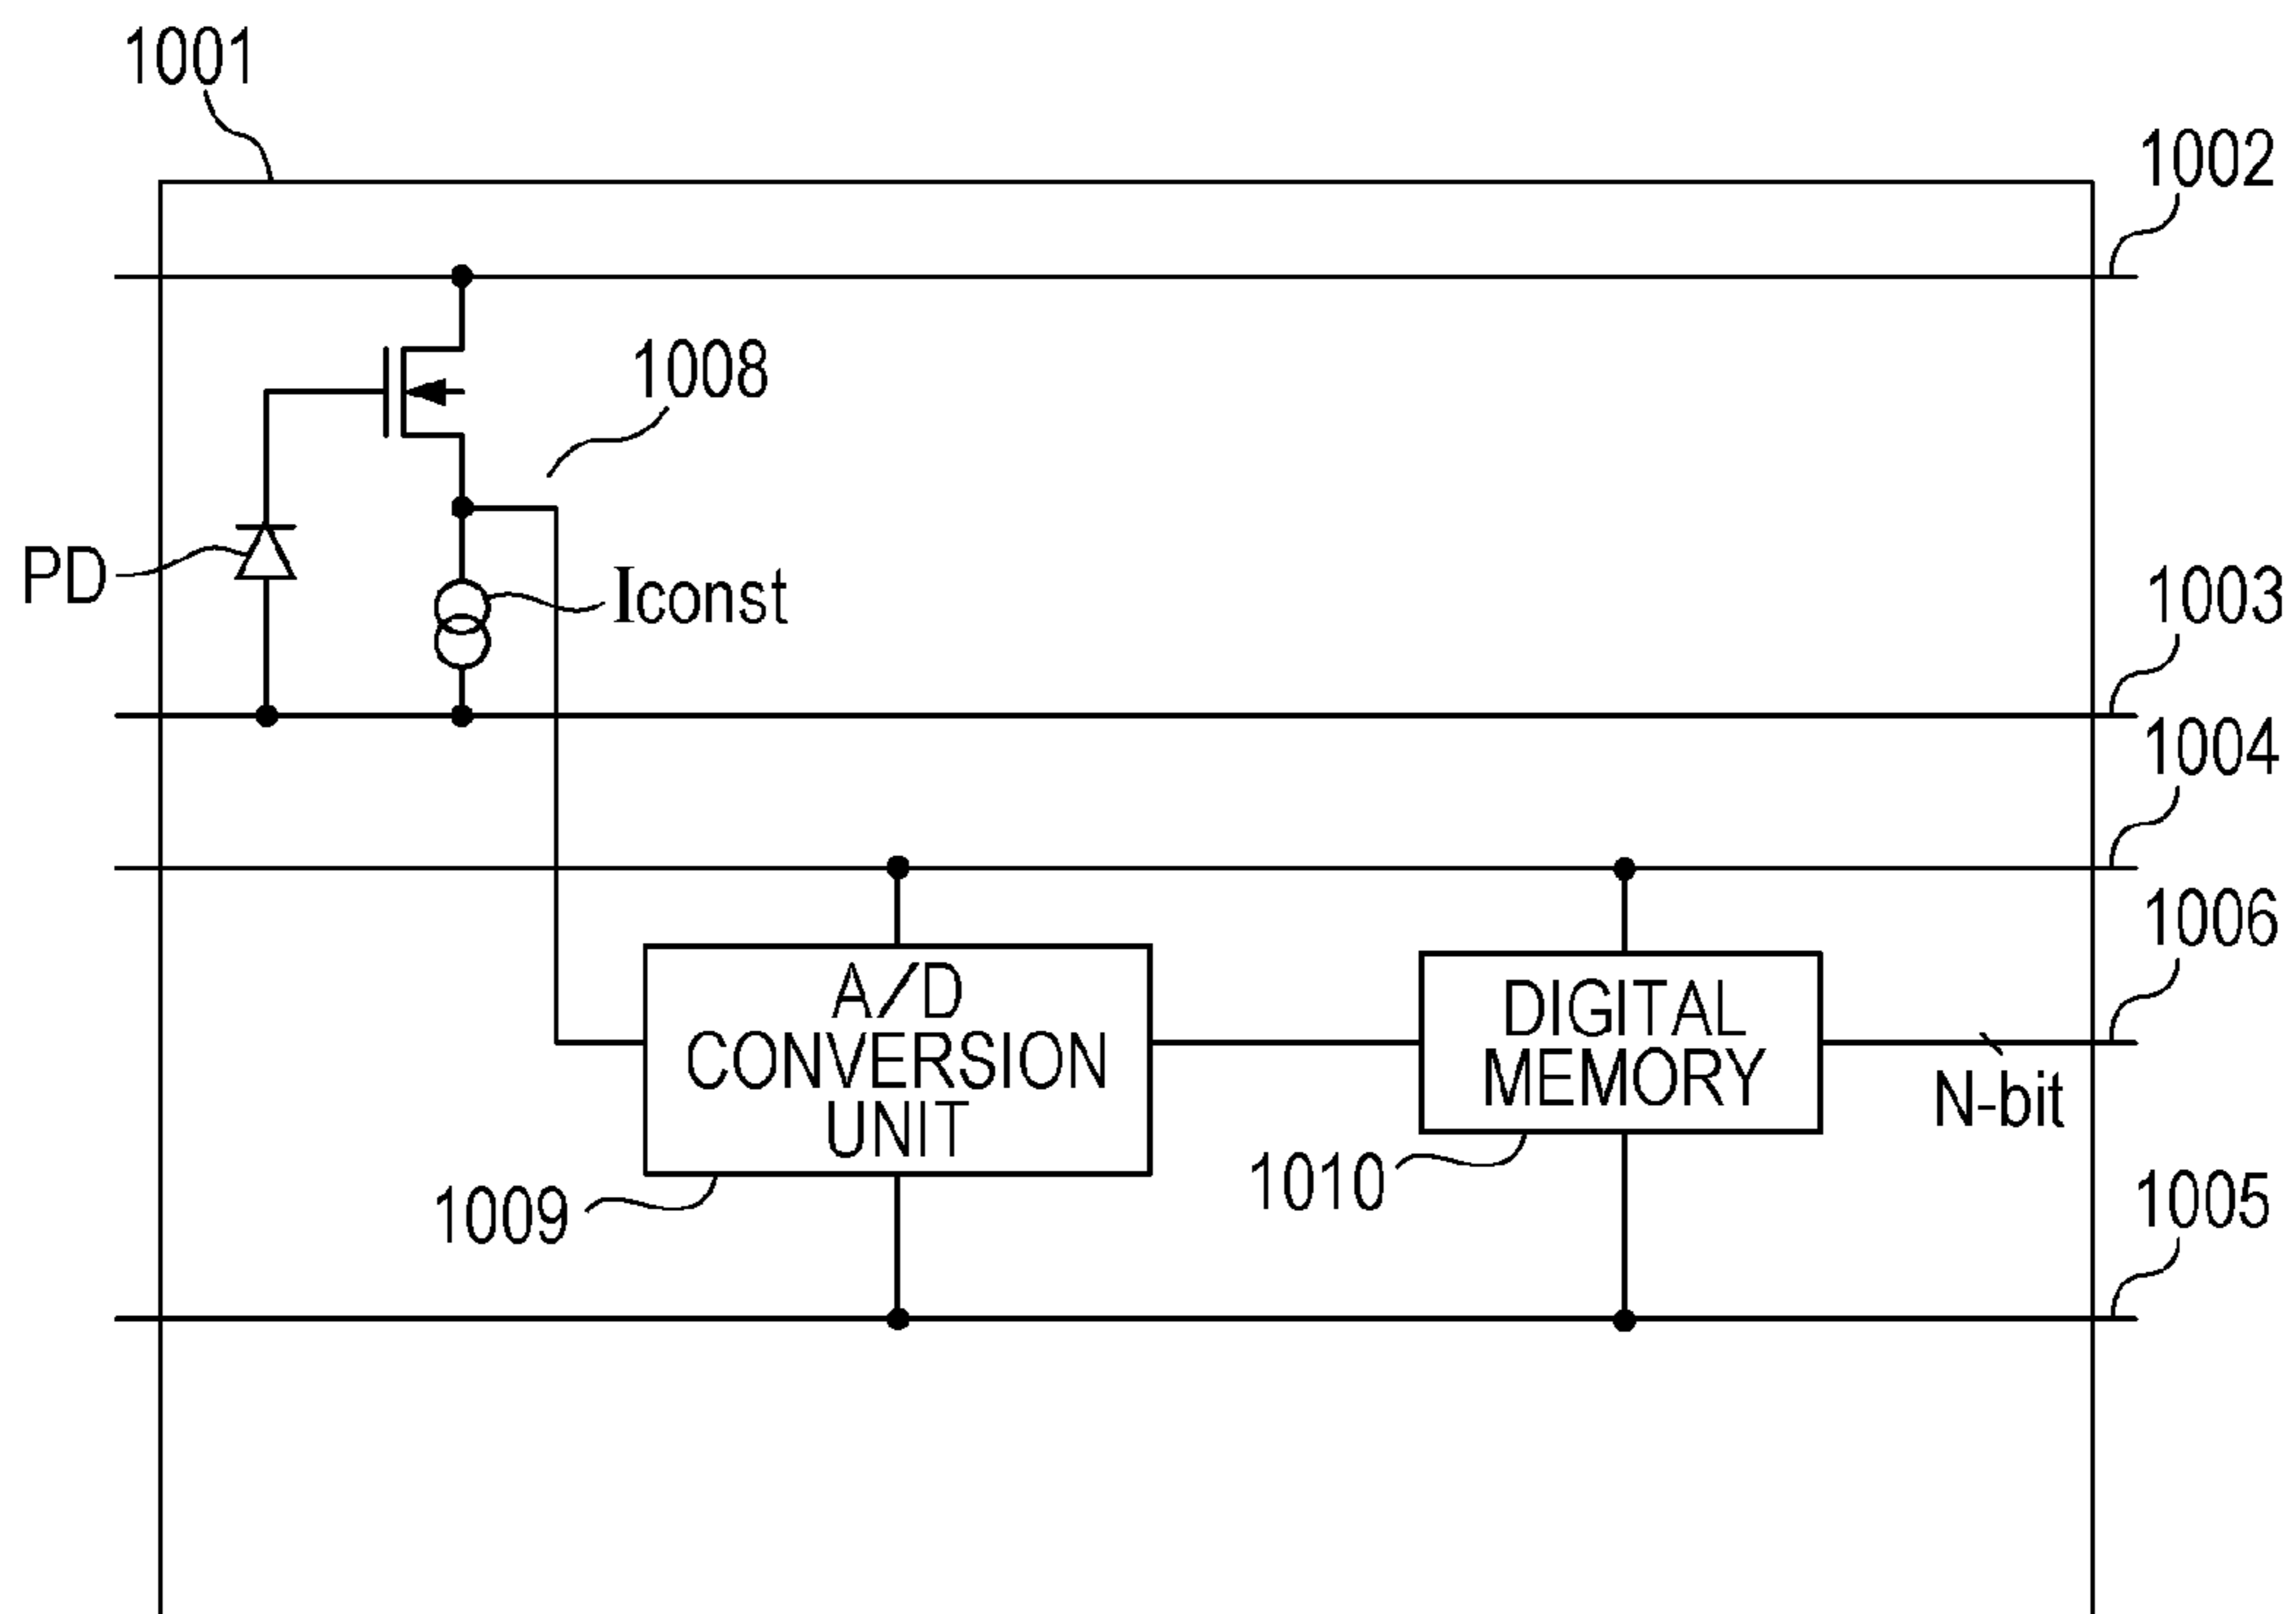 1001
1002
1008
PD
Iconst
1003
1004
1006
A/D
CONVERSION
UNIT
DIGITAL
MEMORY
N-bit
1009
1010
1005